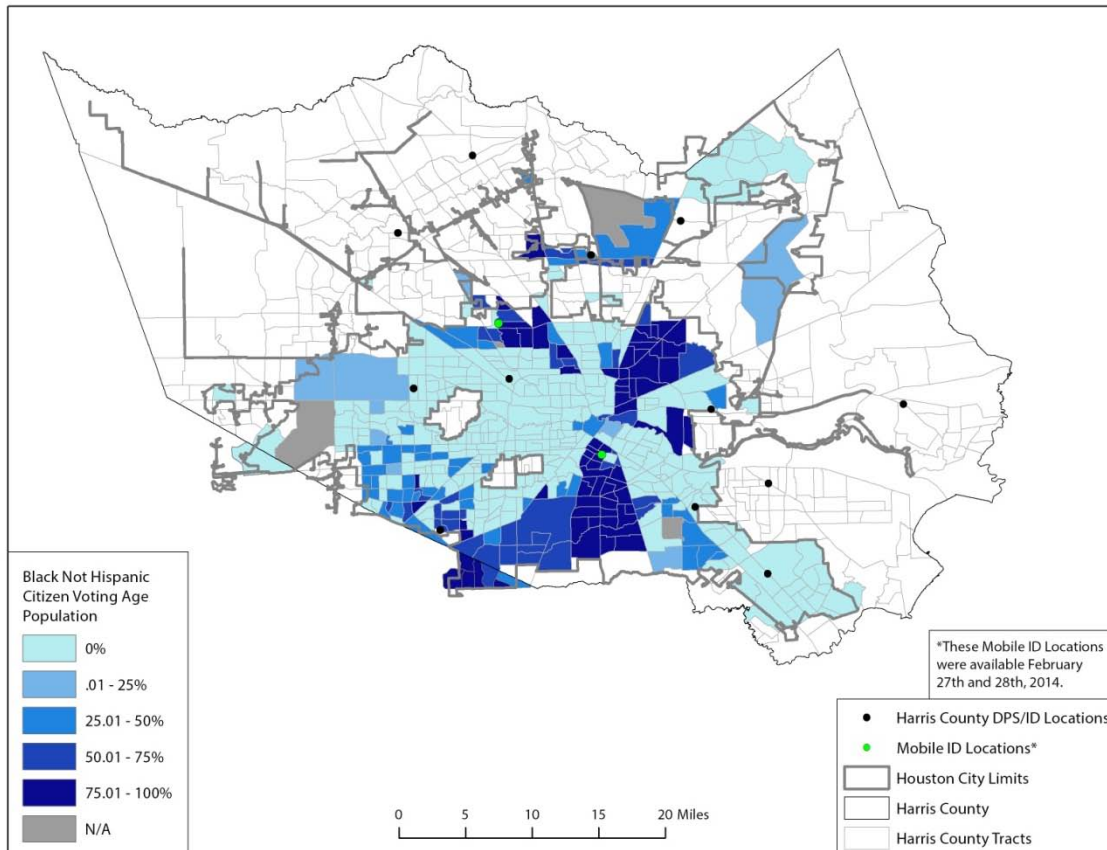 Black Not Hispanic
Citizen Voting Age
Population
0%
.01 - 25%
25.01 - 50%
50.01 - 75%
75.01 - 100%
N/A
0 5 10 15 20 Miles
*These Mobile ID Locations
were available February
27th and 28th, 2014.
Harris County DPS/ID Locations
Mobile ID Locations*
Houston City Limits
Harris County
Harris County Tracts